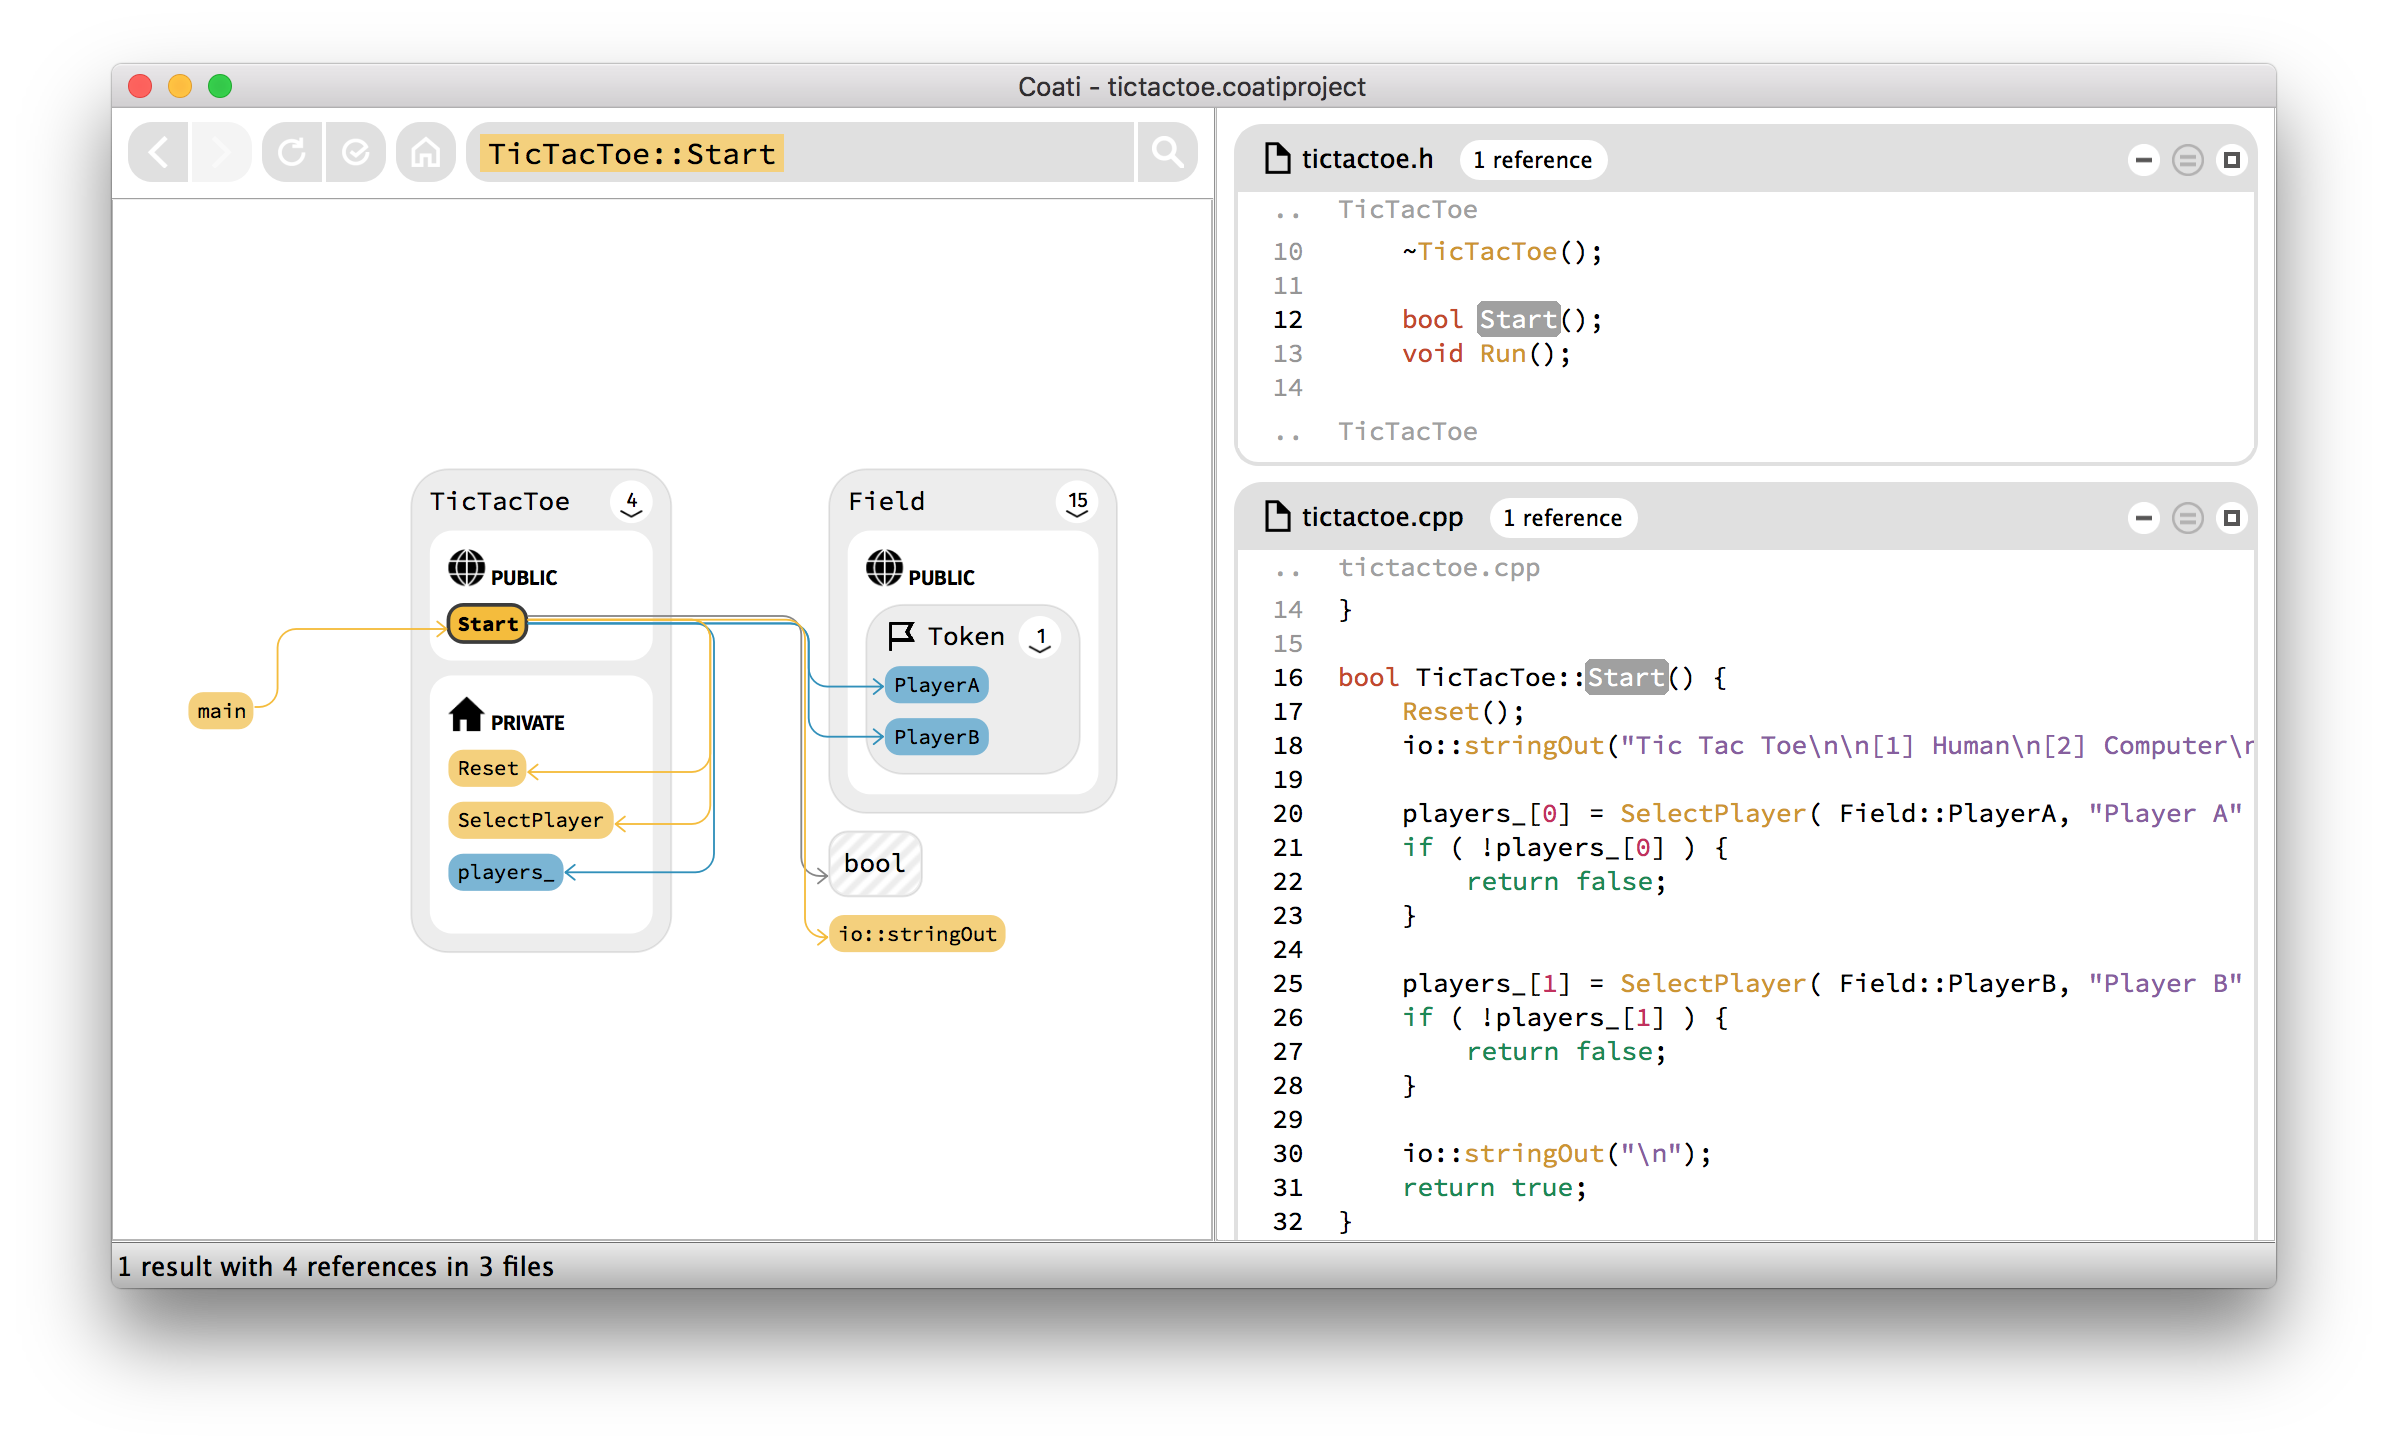 Coati - tictactoe.coatiproject
TicTacToe::Start
TicTacToe 4
PUBLIC
Start
PRIVATE
Reset
SelectPlayer
players_
main
Field 15
PUBLIC
Token 1
PlayerA
PlayerB
bool
io::stringOut
tictactoe.h 1 reference
.. TicTacToe
10 ~TicTacToe();
11
12 bool Start();
13 void Run();
14
.. TicTacToe
tictactoe.cpp 1 reference
.. tictactoe.cpp
14 }
15
16 bool TicTacToe::Start() {
17 Reset();
18 io::stringOut("Tic Tac Toe\n\n[1] Human\n[2] Computer\n
19
20 players_[0] = SelectPlayer( Field::PlayerA, "Player A"
21 if ( !players_[0] ) {
22 return false;
23 }
24
25 players_[1] = SelectPlayer( Field::PlayerB, "Player B"
26 if ( !players_[1] ) {
27 return false;
28 }
29
30 io::stringOut("\n");
31 return true;
32 }
1 result with 4 references in 3 files